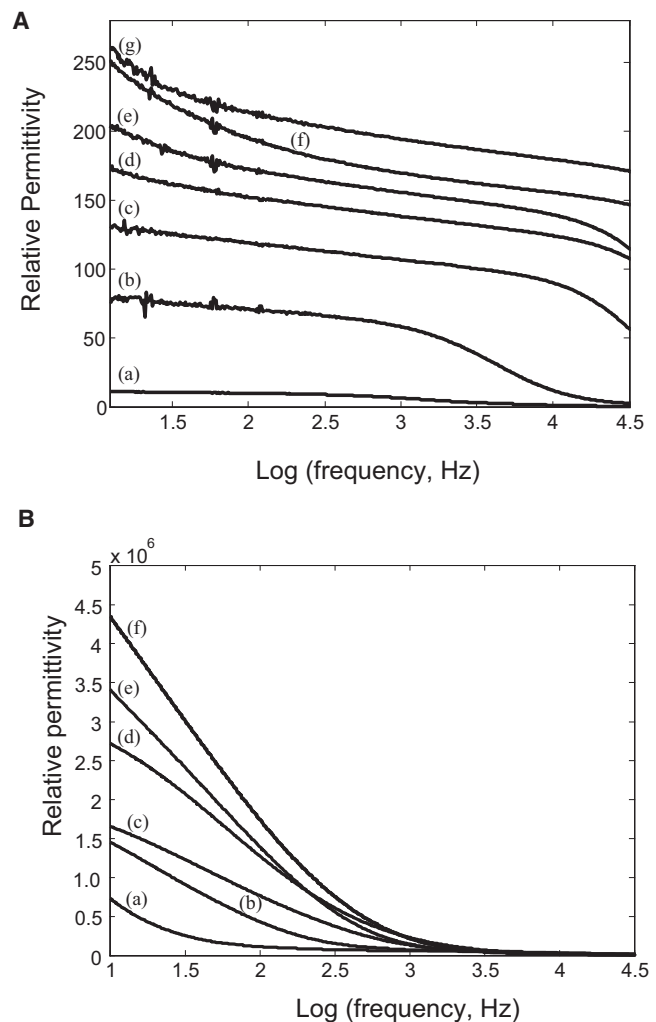 A
250
200
150
100
50
0
Relative Permittivity
(g)
(f)
(e)
(d)
(c)
(b)
(a)
1.5
2
2.5
3
3.5
4
4.5
Log (frequency, Hz)
B
x 10^6
5
4.5
4
3.5
3
2.5
2
1.5
1.0
0.5
0
Relative permittivity
(f)
(e)
(d)
(c)
(b)
(a)
1
1.5
2
2.5
3
3.5
4
4.5
Log (frequency, Hz)